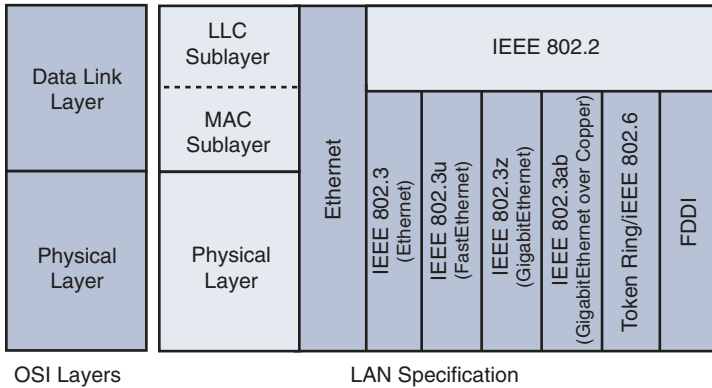 Data Link
Layer
Physical
Layer
OSI Layers
LLC
Sublayer
MAC
Sublayer
Physical
Layer
Ethernet
IEEE 802.2
IEEE 802.3
(Ethernet)
IEEE 802.3u
(FastEthernet)
IEEE 802.3z
(GigabitEthernet)
IEEE 802.3ab
(GigabitEthernet over Copper)
Token Ring/iEEE 802.6
FDDI
LAN Specification